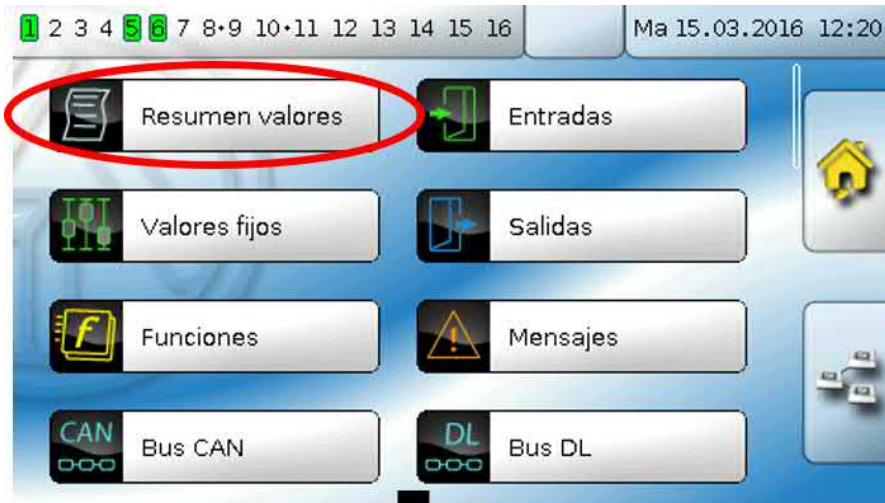 1 2 3 4 5 6 7 8•9 10•11 12 13 14 15 16 Ma 15.03.2016 12:20
Resumen valores Entradas
Valores fijos Salidas
f Funciones Mensajes
CAN Bus CAN DL Bus DL